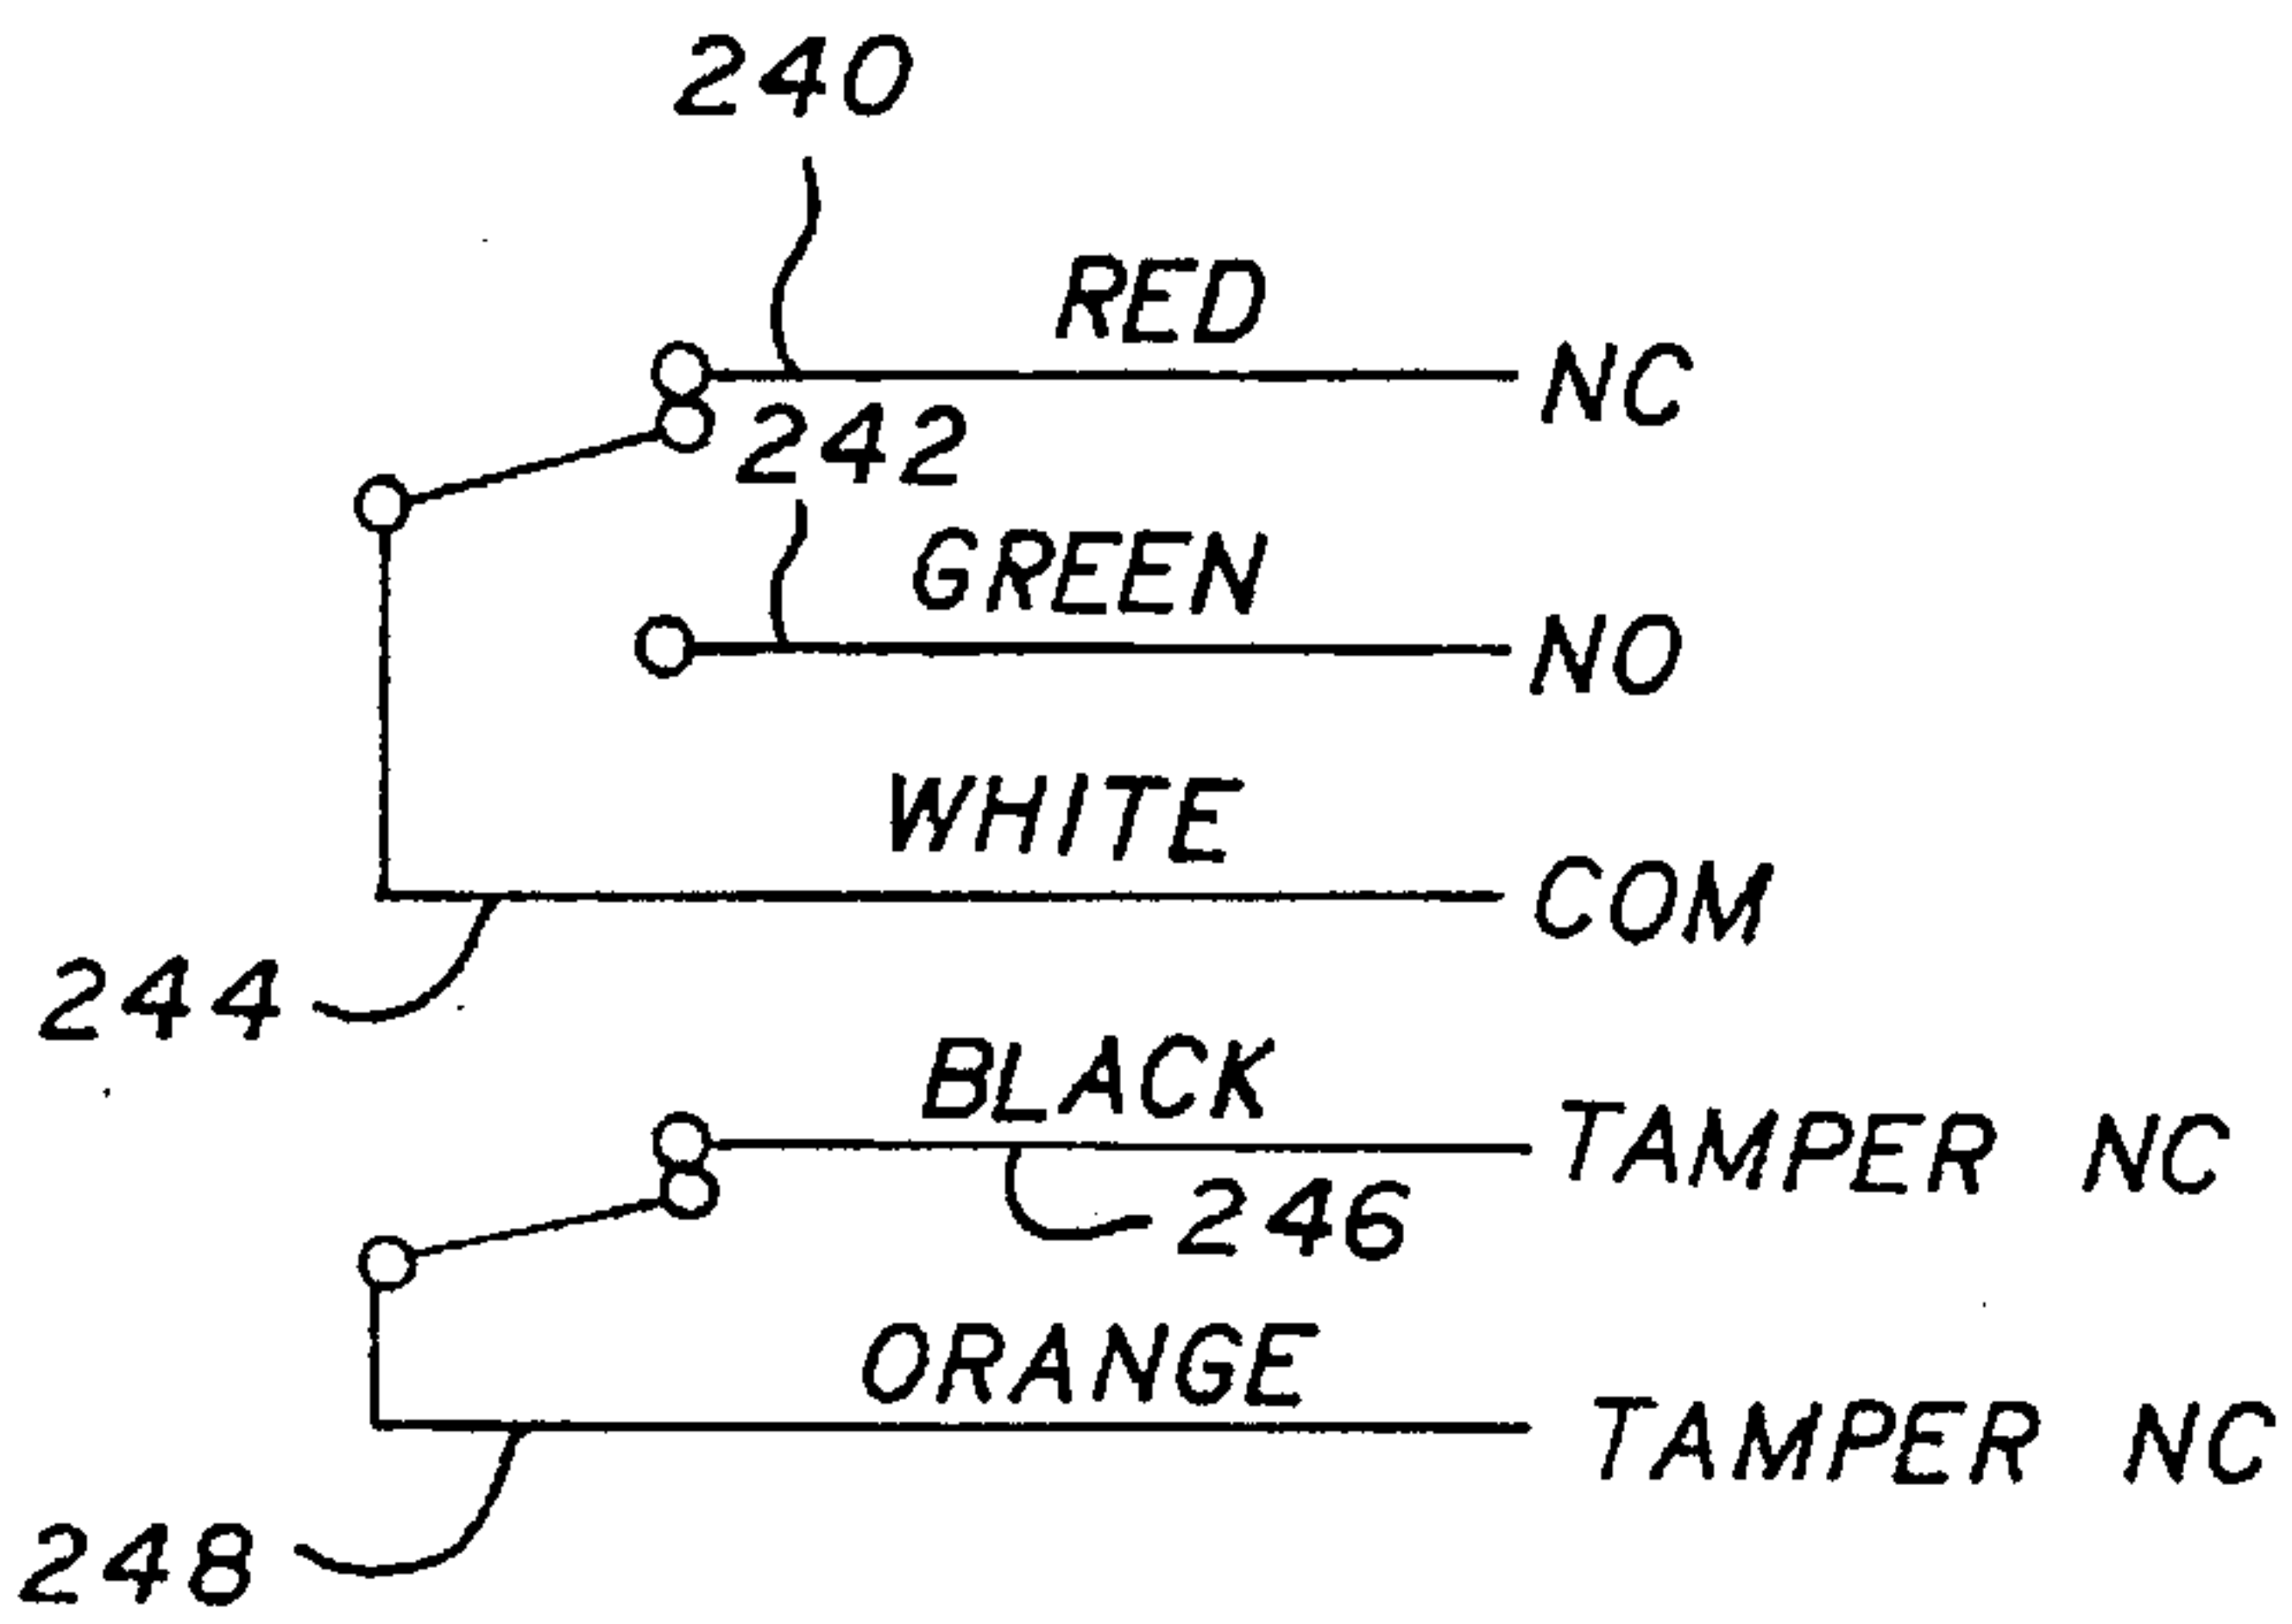 240
RED
NC
242
GREEN
NO
WHITE
COM
244
BLACK
TAMPER NC
246
ORANGE
TAMPER NC
248